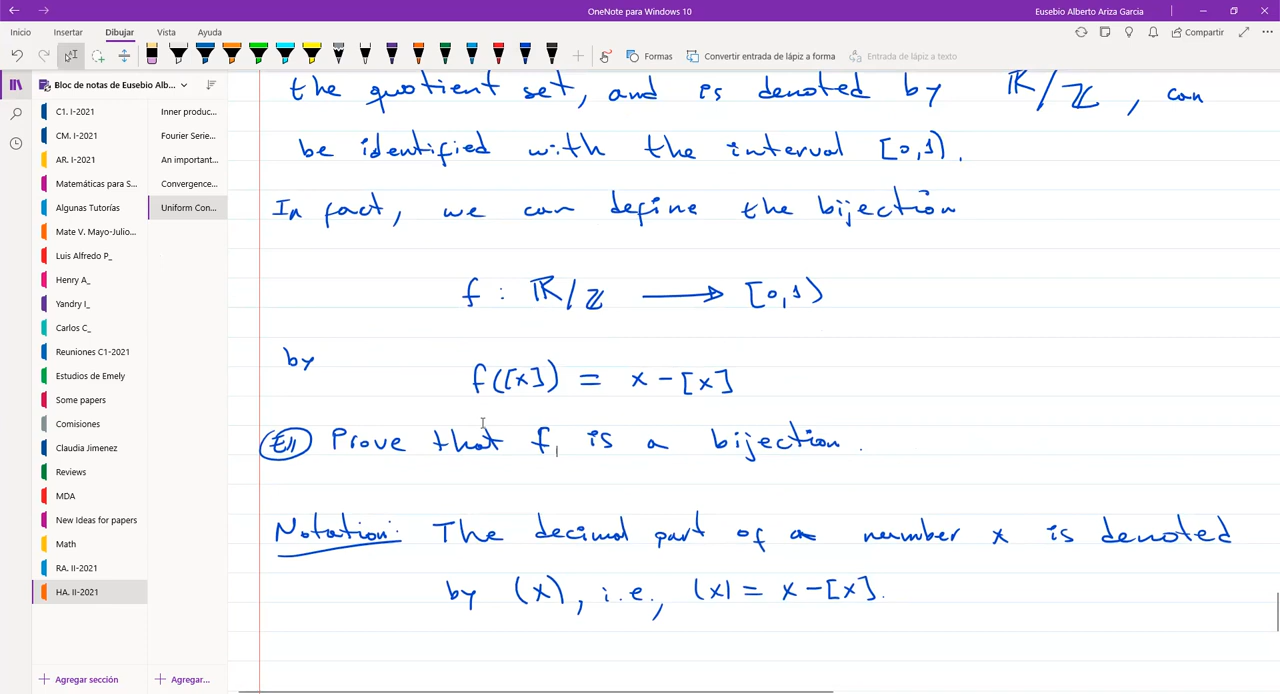 OneNote para Windows 10
Eusebio Alberto Ariza Garcia
Inicio Insertar Dibujar Vista Ayuda
Compartir
Formas Convertir entrada de lápiz a forma Entrada de lápiz a texto
Bloc de notas de Eusebio Alb...
C1. I-2021
CM. I-2021
AR. I-2021
Matemáticas para S...
Algunas Tutorías
Mate V. Mayo-Julio...
Luis Alfredo P_
Henry A_
Yandry I_
Carlos C_
Reuniones C1-2021
Estudios de Emely
Some papers
Comisiones
Claudia Jimenez
Reviews
MDA
New Ideas for papers
Math
RA. II-2021
HA. II-2021
Agregar sección
Inner produc...
Fourier Serie...
An important...
Convergence...
Uniform Con...
Agregar...
the quotient set, and is denoted by ℝ/ℤ, can
be identified with the interval [0,1).
In fact, we can define the bijection
f : ℝ/ℤ ⟶ [0,1)
by
f([x]) = x - [x]
E11 Prove that f, is a bijection.
Notation: The decimal part of a number x is denoted
by (x), i.e., (x) = x - [x].